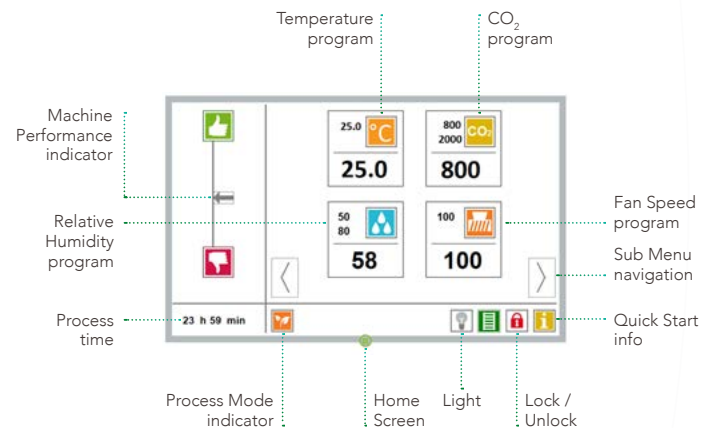 Temperature
program
CO2
program
Machine
Performance
indicator
25.0
°C
25.0
800
2000
CO2
800
Relative
Humidity
program
50
80
58
100
100
Fan Speed
program
Sub Menu
navigation
Process
time
23 h 59 min
i
Quick Start
info
Process Mode
indicator
Home
Screen
Light
Lock /
Unlock